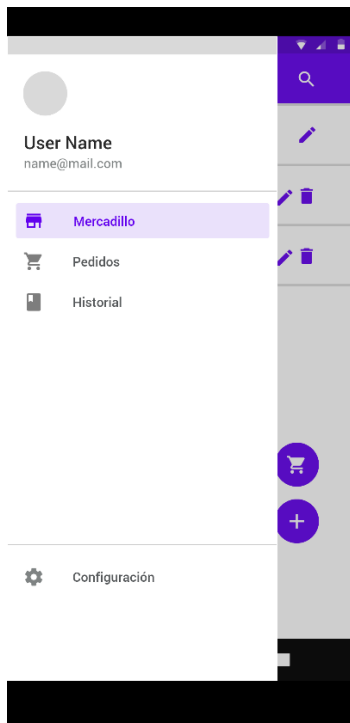 User Name
name@mail.com
Mercadillo
Pedidos
Historial
Configuración